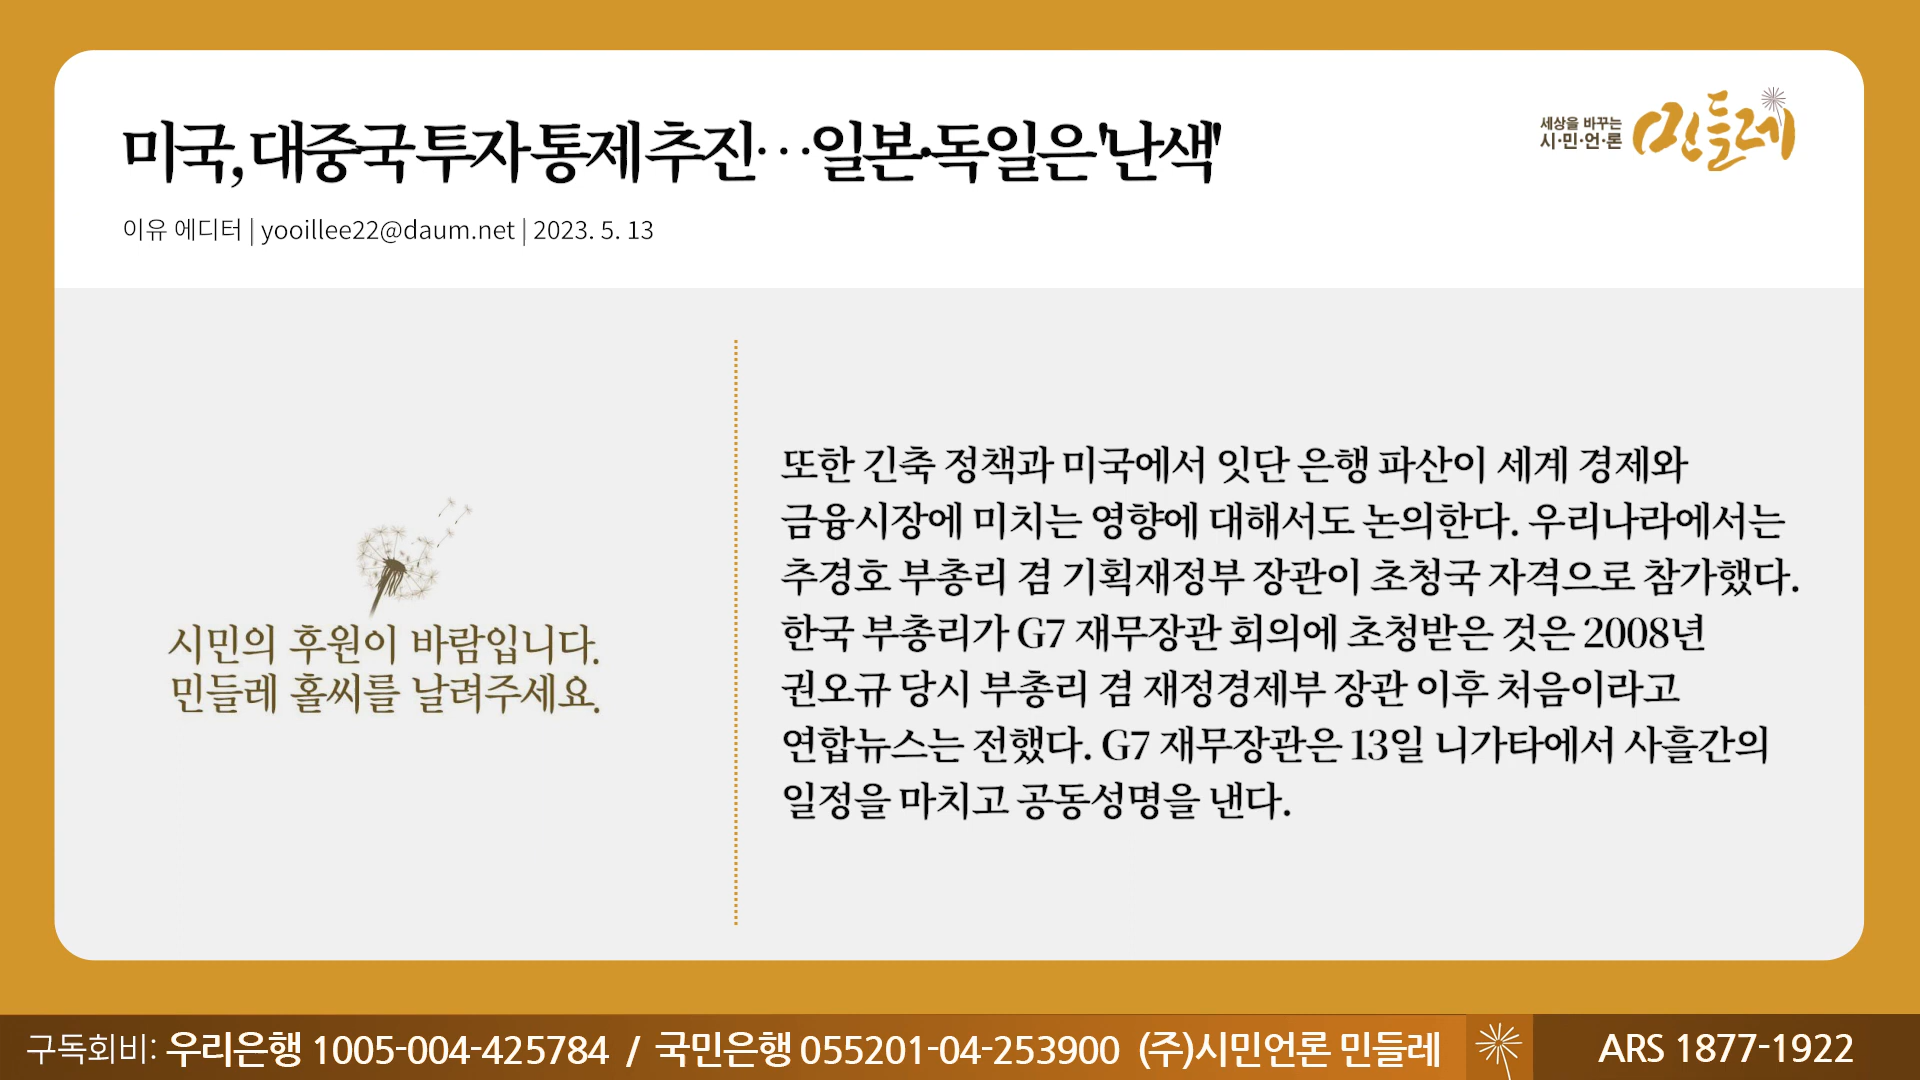 미국, 대중국 투자 통제 추진…일본·독일은 '난색'
세상을 바꾸는
시·민·언·론
민들레
이유 에디터 | yooillee22@daum.net | 2023. 5. 13
시민의 후원이 바람입니다.
민들레 홀씨를 날려주세요.
또한 긴축 정책과 미국에서 잇단 은행 파산이 세계 경제와
금융시장에 미치는 영향에 대해서도 논의한다. 우리나라에서는
추경호 부총리 겸 기획재정부 장관이 초청국 자격으로 참가했다.
한국 부총리가 G7 재무장관 회의에 초청받은 것은 2008년
권오규 당시 부총리 겸 재정경제부 장관 이후 처음이라고
연합뉴스는 전했다. G7 재무장관은 13일 니가타에서 사흘간의
일정을 마치고 공동성명을 낸다.
구독회비: 우리은행 1005-004-425784 / 국민은행 055201-04-253900 (주)시민언론 민들레
ARS 1877-1922